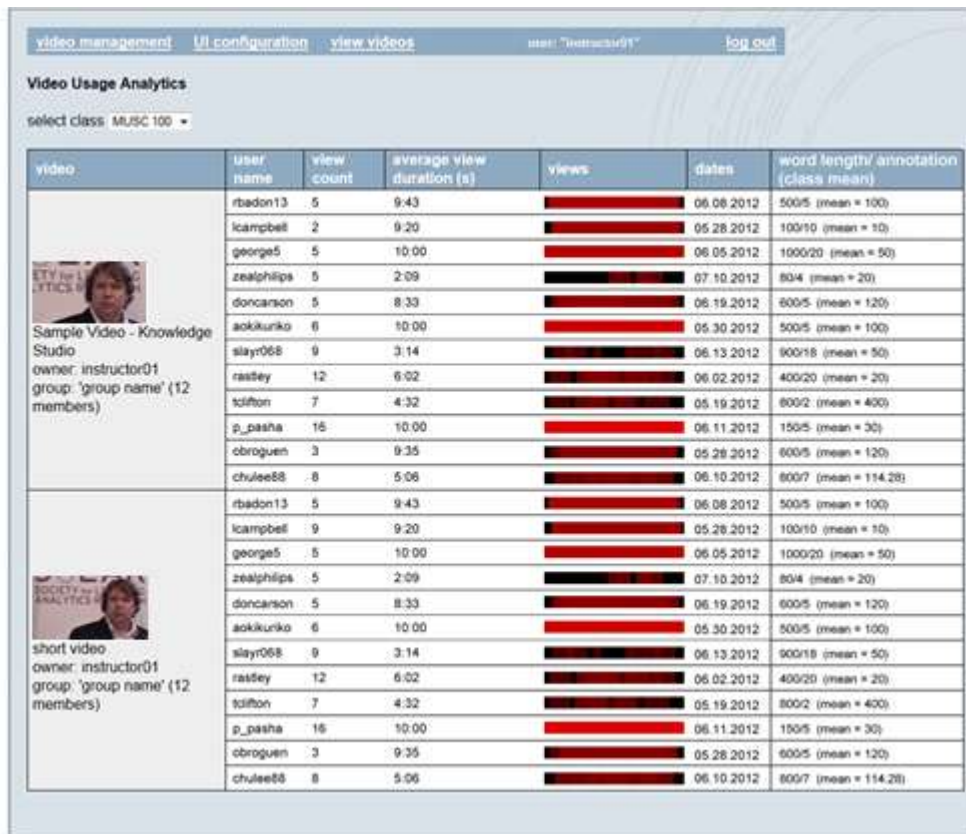 video management UI configuration view videos user: "instructor01" log out
Video Usage Analytics
select class MUSC 100
video user name view count average view duration (s) views dates word length/ annotation (class mean)
rbadon13 5 9:43 06.08.2012 500/5 (mean = 100)
lcampbell 2 9:20 05.28.2012 100/10 (mean = 10)
george5 5 10:00 06.05.2012 1000/20 (mean = 50)
zealphilips 5 2:09 07.10.2012 80/4 (mean = 20)
doncarson 5 8:33 06.19.2012 600/5 (mean = 120)
aokikuriko 6 10:00 05.30.2012 500/5 (mean = 100)
slayr068 9 3:14 06.13.2012 900/18 (mean = 50)
rastley 12 6:02 06.02.2012 400/20 (mean = 20)
tclifton 7 4:32 05.19.2012 800/2 (mean = 400)
p_pasha 16 10:00 06.11.2012 150/5 (mean = 30)
obroguen 3 9:35 05.28.2012 600/5 (mean = 120)
chulee88 8 5:06 06.10.2012 800/7 (mean = 114.28)
Sample Video - Knowledge
Studio
owner: instructor01
group: 'group name' (12
members)
rbadon13 5 9:43 06.08.2012 500/5 (mean = 100)
lcampbell 9 9:20 05.28.2012 100/10 (mean = 10)
george5 5 10:00 06.05.2012 1000/20 (mean = 50)
zealphilips 5 2:09 07.10.2012 80/4 (mean = 20)
doncarson 5 8:33 06.19.2012 600/5 (mean = 120)
aokikuriko 6 10:00 05.30.2012 500/5 (mean = 100)
slayr068 9 3:14 06.13.2012 900/18 (mean = 50)
rastley 12 6:02 06.02.2012 400/20 (mean = 20)
tclifton 7 4:32 05.19.2012 800/2 (mean = 400)
p_pasha 16 10:00 06.11.2012 150/5 (mean = 30)
obroguen 3 9:35 05.28.2012 600/5 (mean = 120)
chulee88 8 5:06 06.10.2012 800/7 (mean = 114.28)
SOCIETY for
ANALYTICS
short video
owner: instructor01
group: 'group name' (12
members)